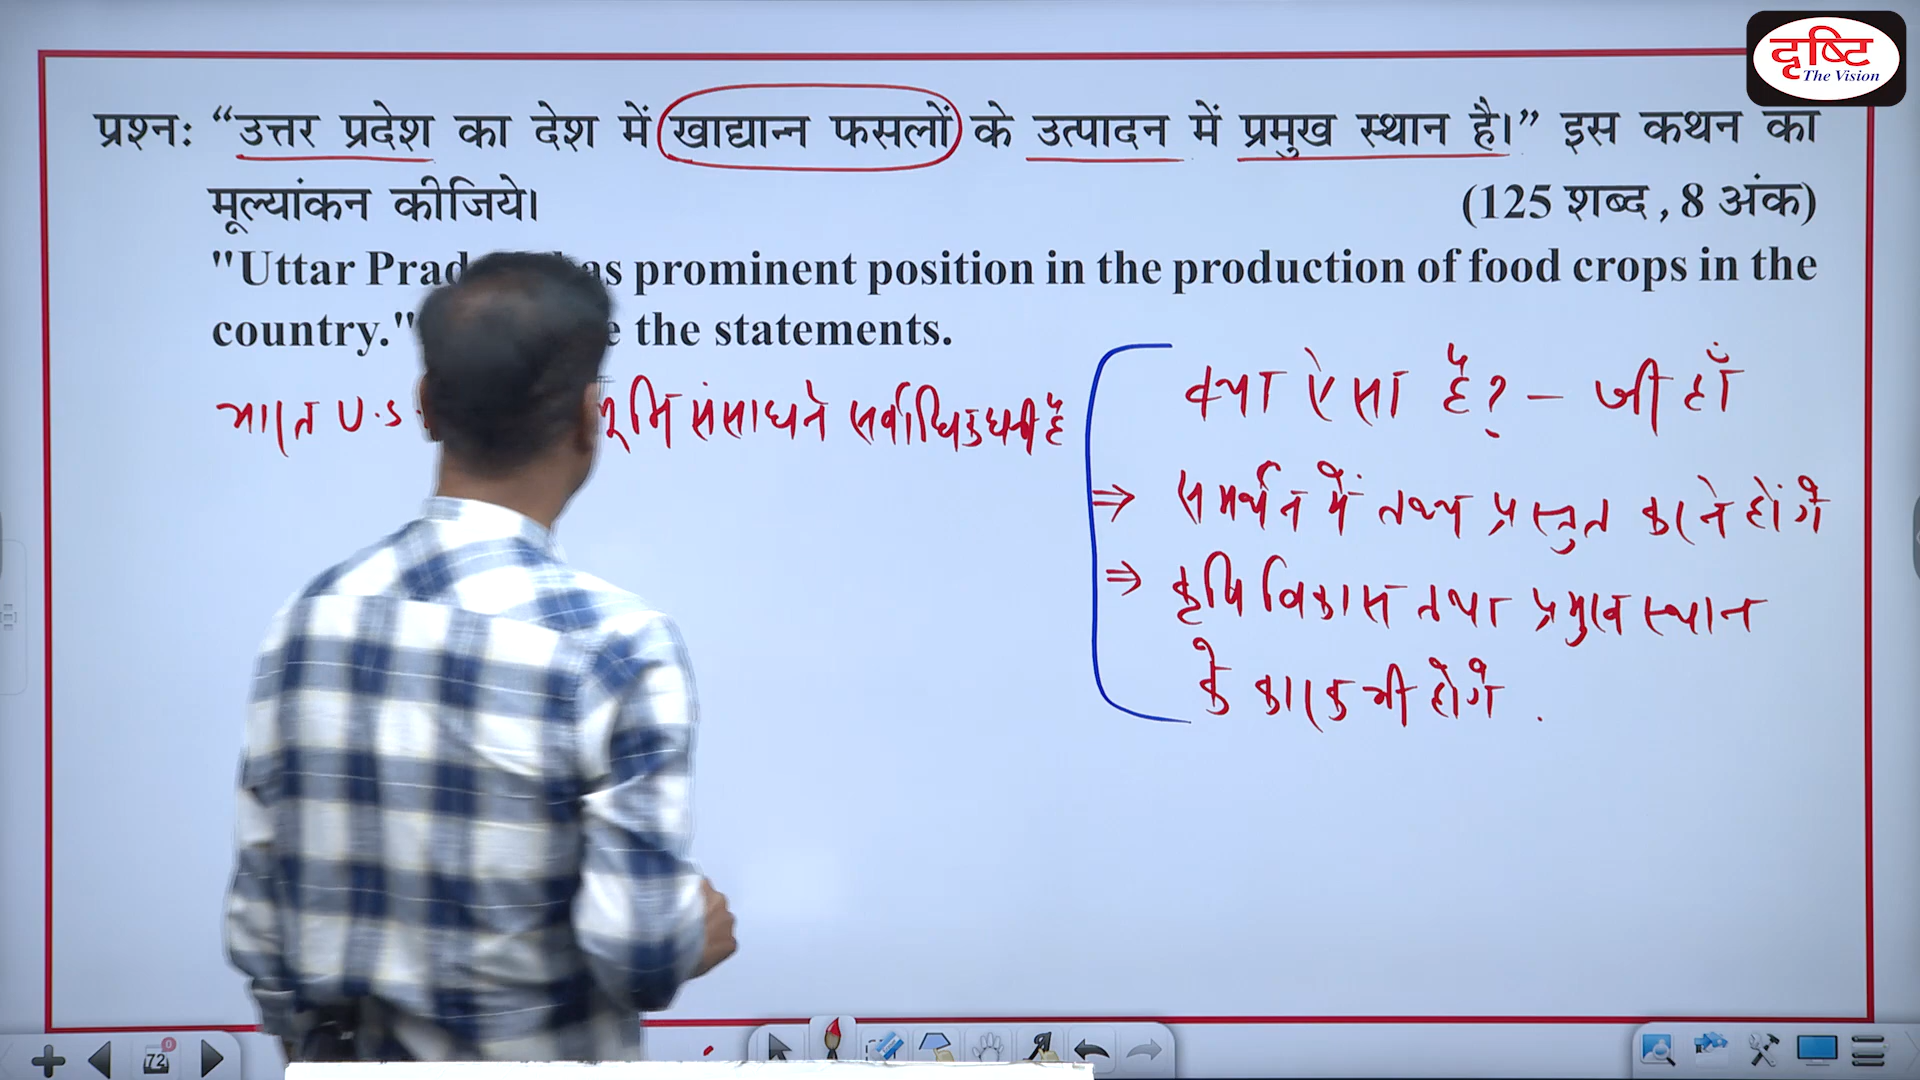 दृष्टि
The Vision
प्रश्नः “उत्तर प्रदेश का देश में खाद्यान्न फसलों के उत्पादन में प्रमुख स्थान है।” इस कथन का
मूल्यांकन कीजिये।
(125 शब्द , 8 अंक)
"Uttar Prad as prominent position in the production of food crops in the
country." the statements.
भारत U.S. भूमि संसाधन से सर्वाधिक धनी है
क्या ऐसा है? – जी हाँ
⇒ समर्थन में तथ्य प्रस्तुत करने होंगे
⇒ कृषि विकास तथा प्रमुख स्थान
के कारक भी होंगे .
72
0